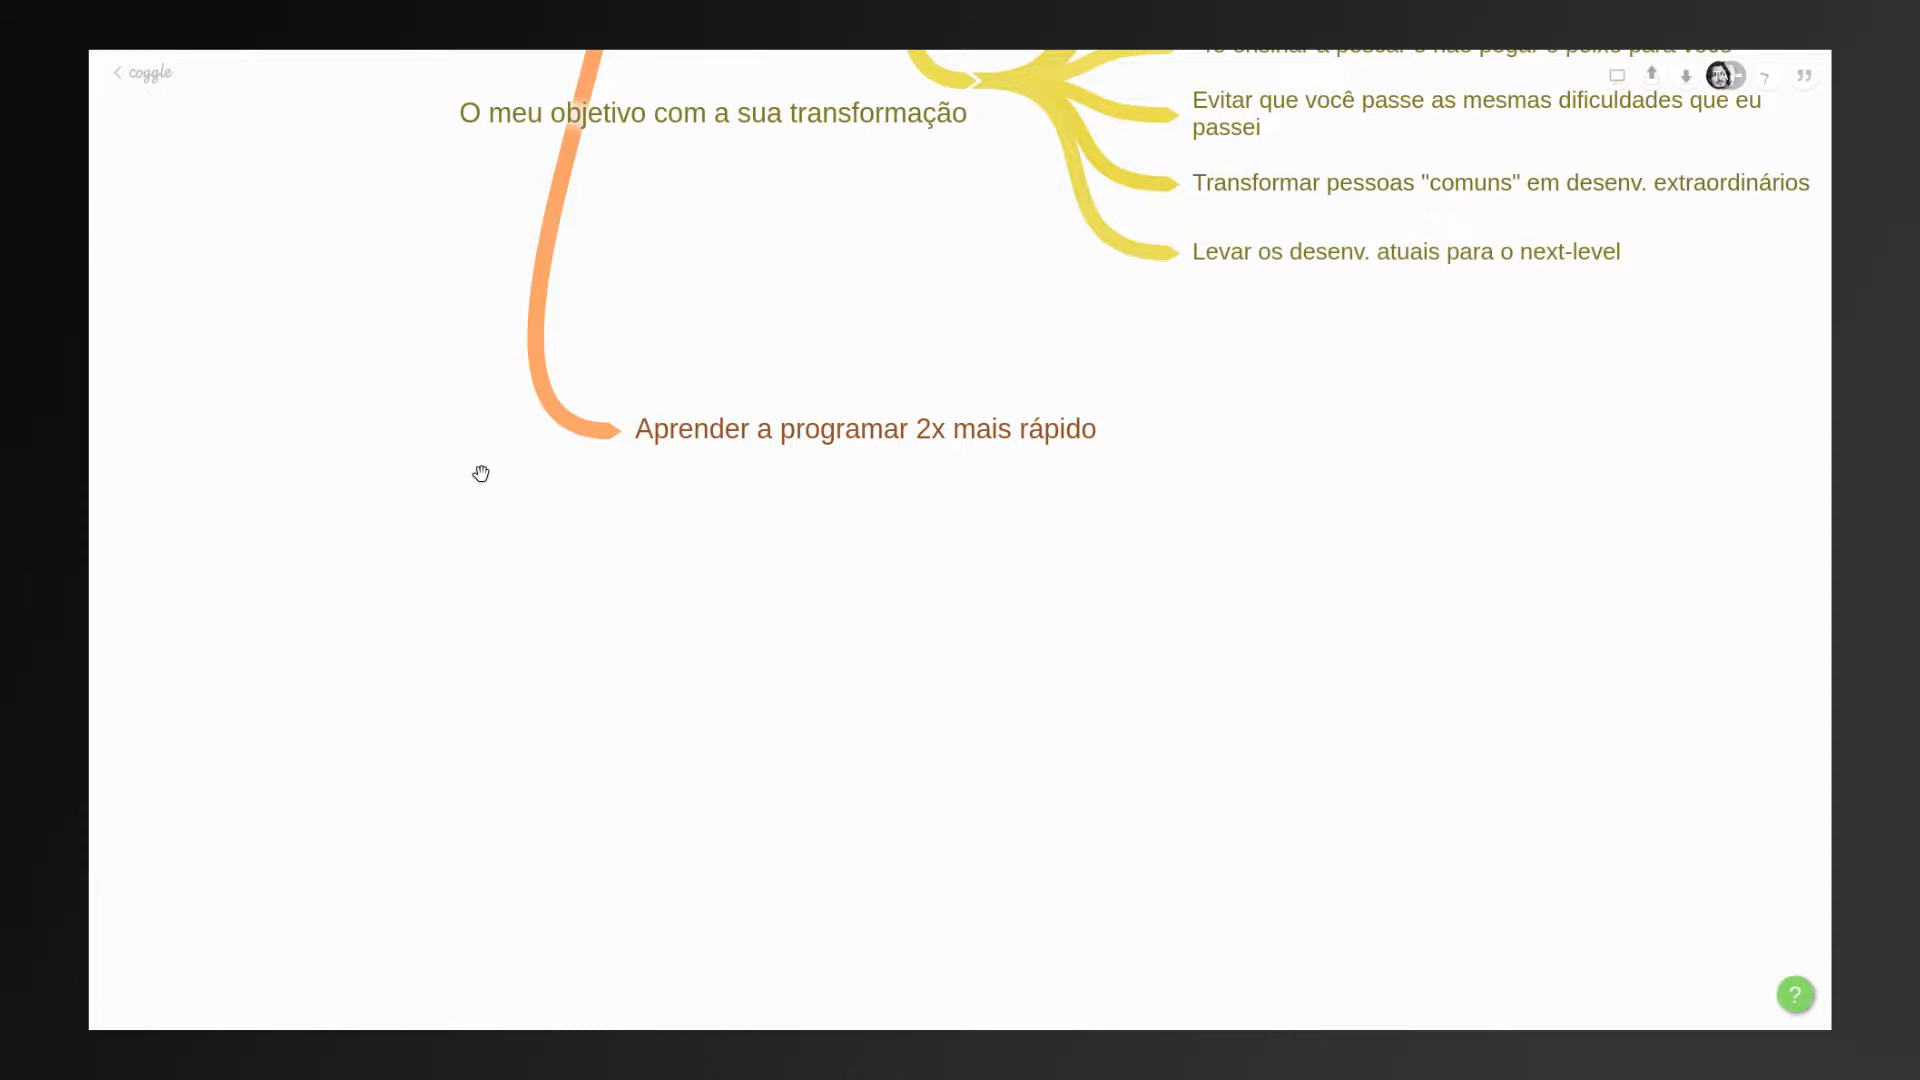 coggle
O meu objetivo com a sua transformação
Evitar que você passe as mesmas dificuldades que eu
passei
Transformar pessoas "comuns" em desenv. extraordinários
Levar os desenv. atuais para o next-level
Aprender a programar 2x mais rápido
?